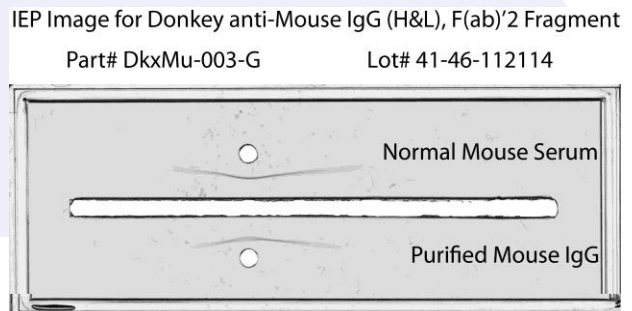 IEP Image for Donkey anti-Mouse IgG (H&L), F(ab)’2 Fragment
Part# DkxMu-003-G Lot# 41-46-112114
Normal Mouse Serum
Purified Mouse IgG